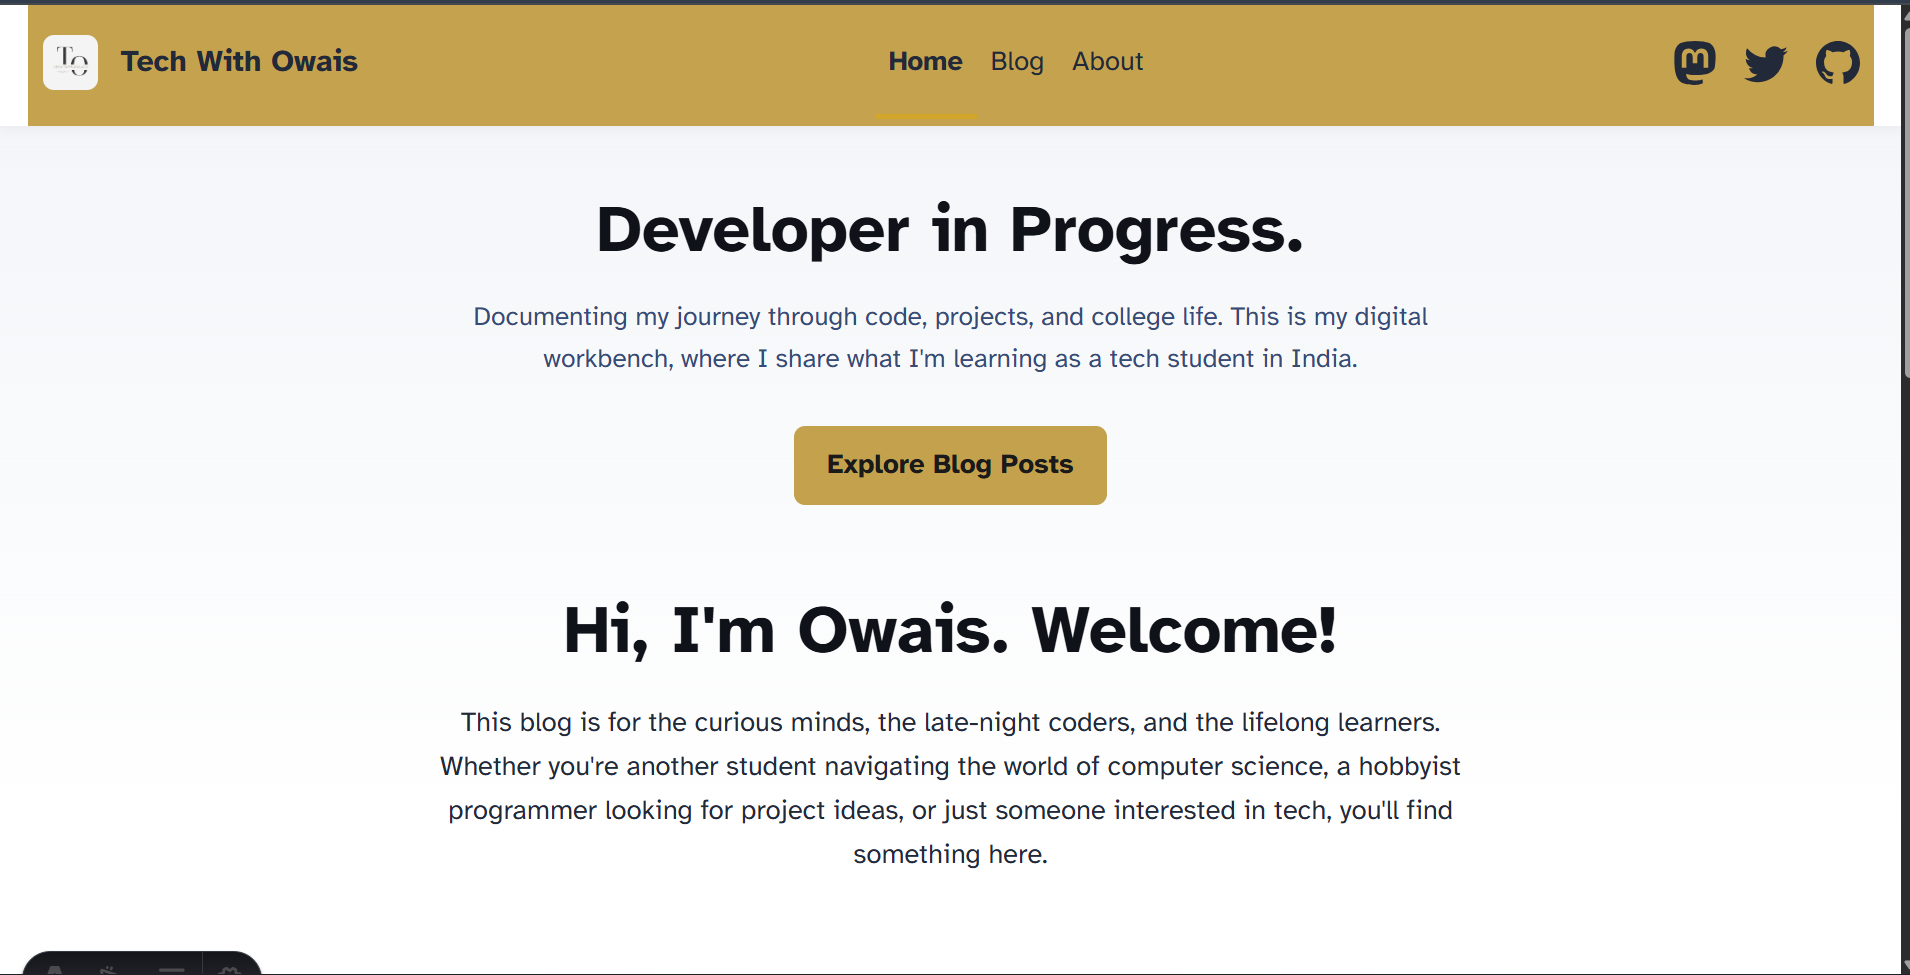 TO
Tech With Owais
Home Blog About
Developer in Progress.
Documenting my journey through code, projects, and college life. This is my digital
workbench, where I share what I'm learning as a tech student in India.
Explore Blog Posts
Hi, I'm Owais. Welcome!
This blog is for the curious minds, the late-night coders, and the lifelong learners.
Whether you're another student navigating the world of computer science, a hobbyist
programmer looking for project ideas, or just someone interested in tech, you'll find
something here.